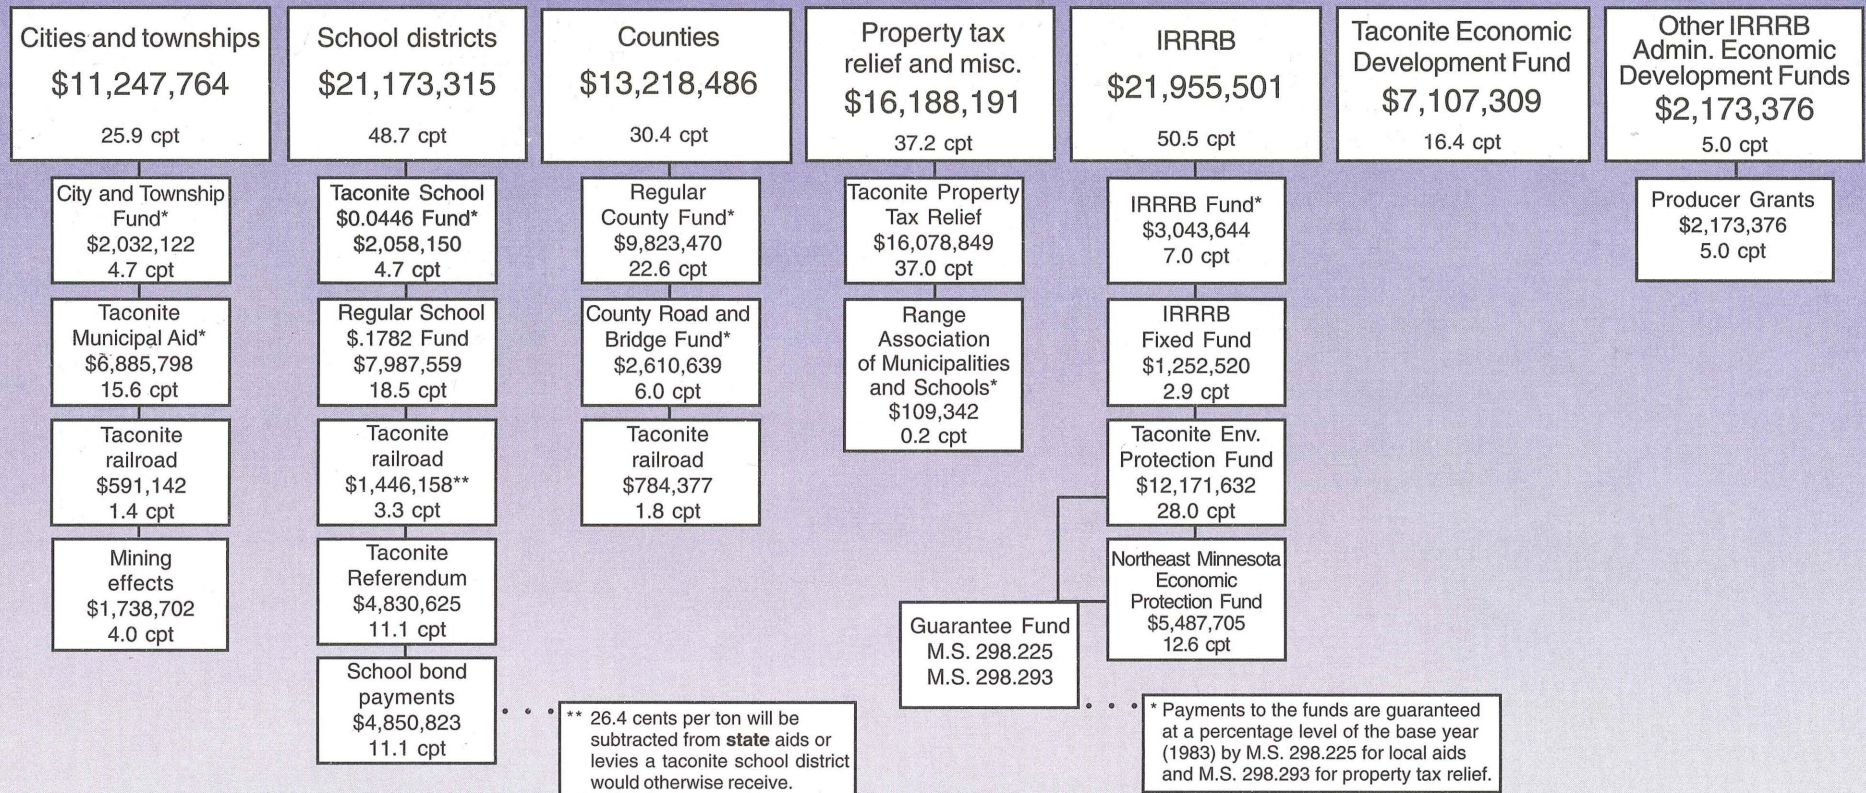 Cities and townships
$11,247,764
25.9 cpt
City and Township
Fund*
$2,032,122
4.7 cpt
Taconite
Municipal Aid*
$6,885,798
15.6 cpt
Taconite
railroad
$591,142
1.4 cpt
Mining
effects
$1,738,702
4.0 cpt
School districts
$21,173,315
48.7 cpt
Taconite School
$0.0446 Fund*
$2,058,150
4.7 cpt
Regular School
$.1782 Fund
$7,987,559
18.5 cpt
Taconite
railroad
$1,446,158**
3.3 cpt
Taconite
Referendum
$4,830,625
11.1 cpt
School bond
payments
$4,850,823
11.1 cpt
** 26.4 cents per ton will be
subtracted from state aids or
levies a taconite school district
would otherwise receive.
Counties
$13,218,486
30.4 cpt
Regular
County Fund*
$9,823,470
22.6 cpt
County Road and
Bridge Fund*
$2,610,639
6.0 cpt
Taconite
railroad
$784,377
1.8 cpt
Property tax
relief and misc.
$16,188,191
37.2 cpt
Taconite Property
Tax Relief
$16,078,849
37.0 cpt
Range
Association
of Municipalities
and Schools*
$109,342
0.2 cpt
IRRRB
$21,955,501
50.5 cpt
IRRRB Fund*
$3,043,644
7.0 cpt
IRRRB
Fixed Fund
$1,252,520
2.9 cpt
Taconite Env.
Protection Fund
$12,171,632
28.0 cpt
Northeast Minnesota
Economic
Protection Fund
$5,487,705
12.6 cpt
Guarantee Fund
M.S. 298.225
M.S. 298.293
* Payments to the funds are guaranteed
at a percentage level of the base year
(1983) by M.S. 298.225 for local aids
and M.S. 298.293 for property tax relief.
Taconite Economic
Development Fund
$7,107,309
16.4 cpt
Other IRRRB
Admin. Economic
Development Funds
$2,173,376
5.0 cpt
Producer Grants
$2,173,376
5.0 cpt